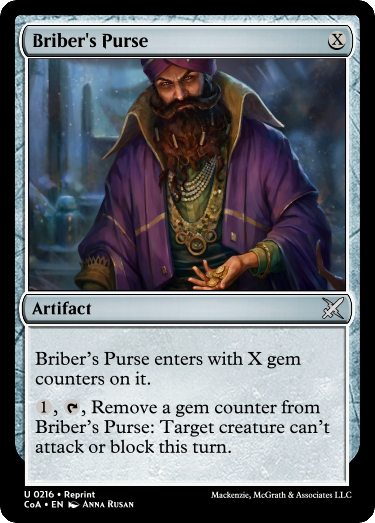 Briber's Purse X
Artifact
Briber's Purse enters with X gem
counters on it.
1, , Remove a gem counter from
Briber's Purse: Target creature can't
attack or block this turn.
U 0216 • Reprint
CoA • EN Anna Rusan
Mackenzie, McGrath & Associates LLC